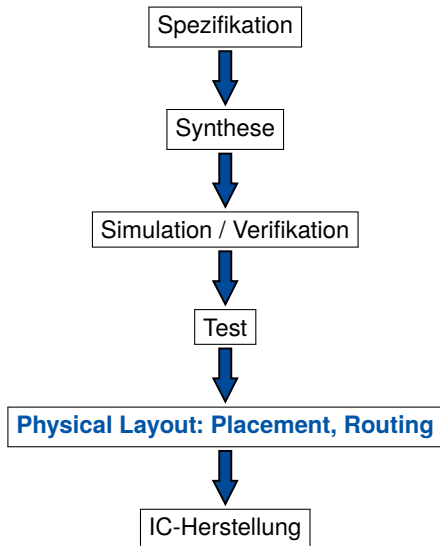 Spezifikation
Synthese
Simulation / Verifikation
Test
Physical Layout: Placement, Routing
IC-Herstellung